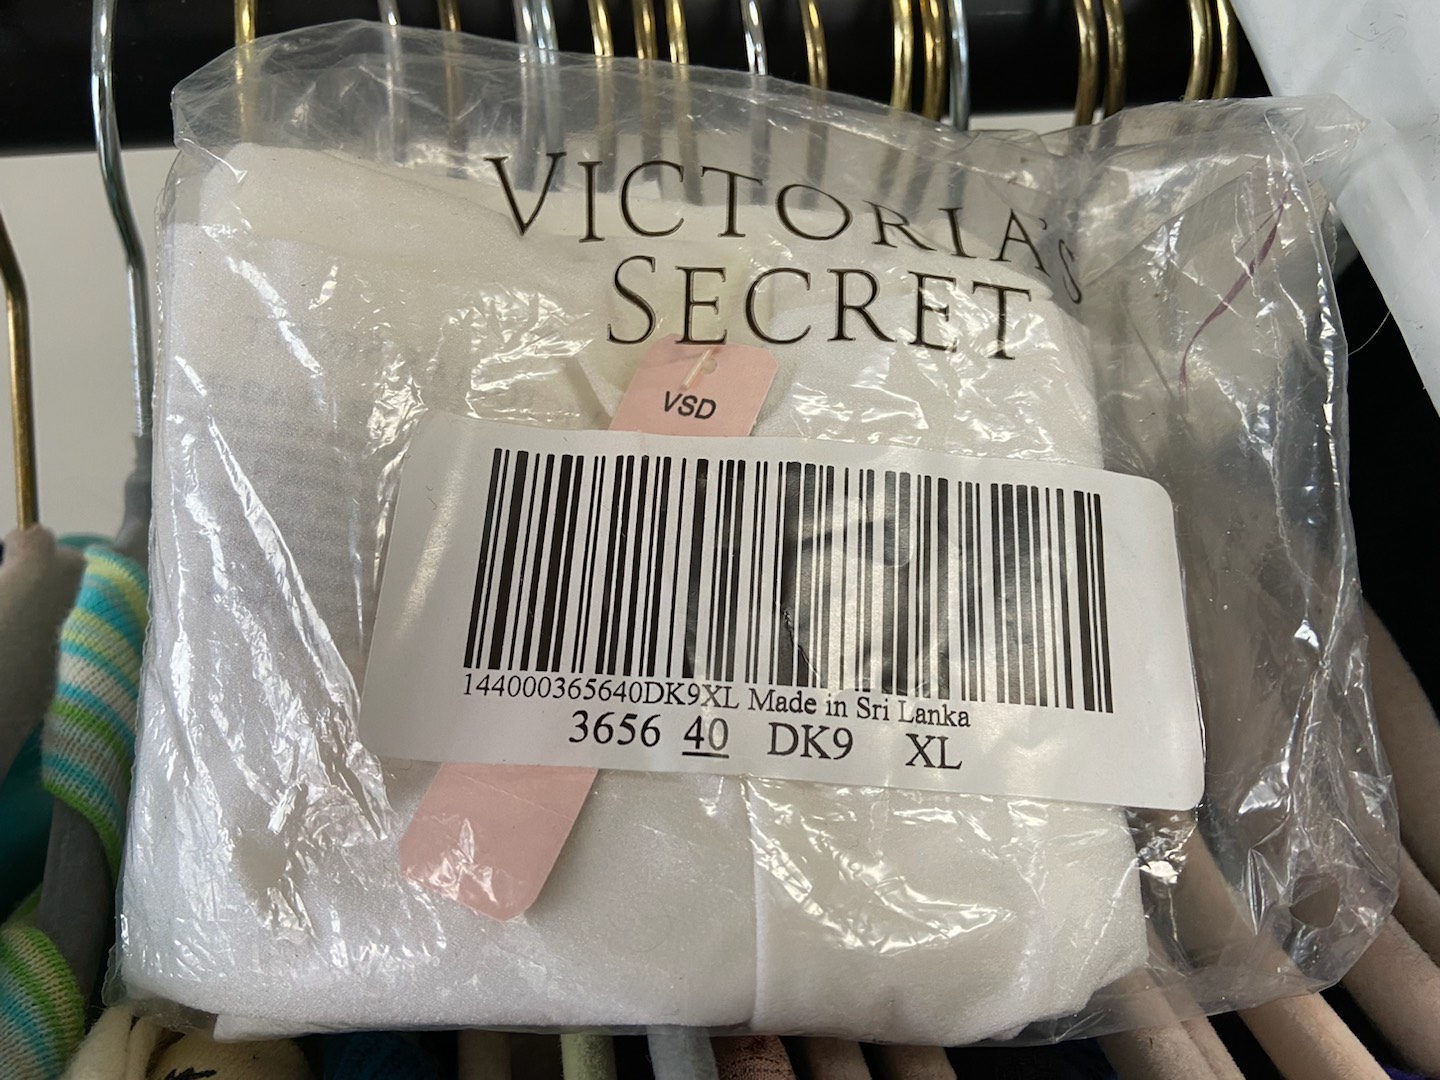 VICTORIA'S
SECRET
VSD
144000365640DK9XL Made in Sri Lanka
3656 40 DK9 XL